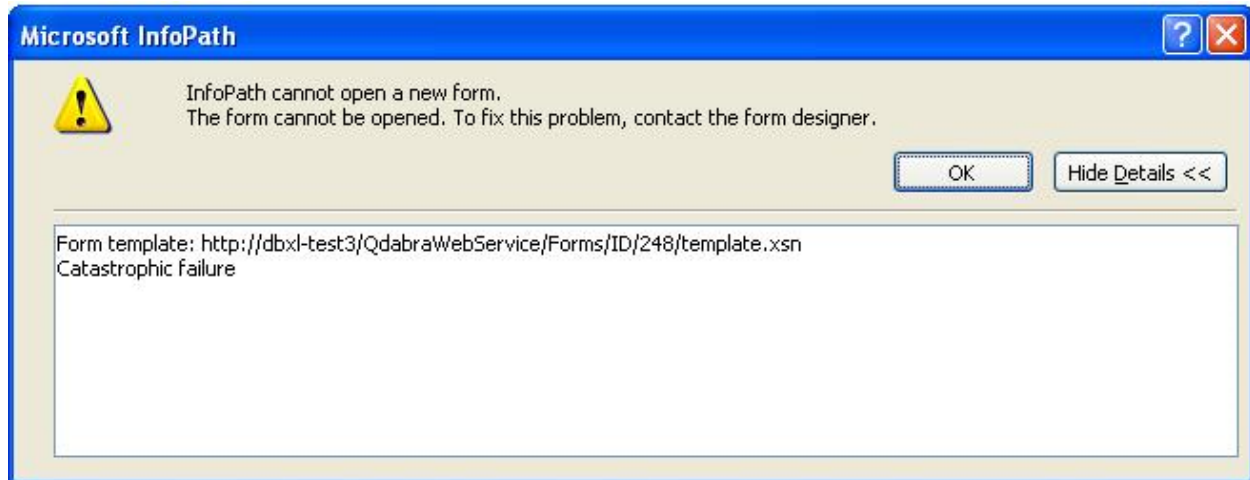 Microsoft InfoPath
InfoPath cannot open a new form.
The form cannot be opened. To fix this problem, contact the form designer.
OK
Hide Details <<
Form template: http://dbxl-test3/QdabraWebService/Forms/ID/248/template.xsn
Catastrophic failure